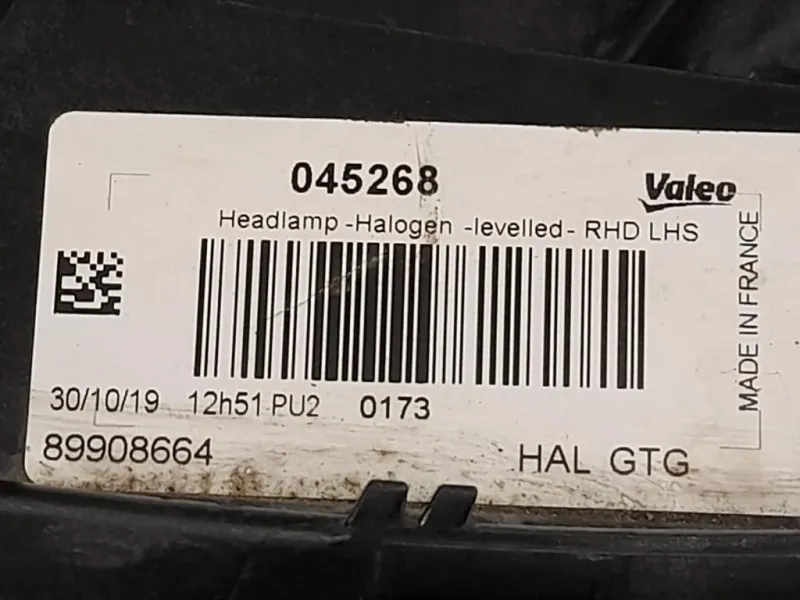 045268
Valeo
Headlamp -Halogen -levelled- RHD LHS
MADE IN FRANCE
30/10/19 12h51 PU2 0173
89908664 HAL GTG